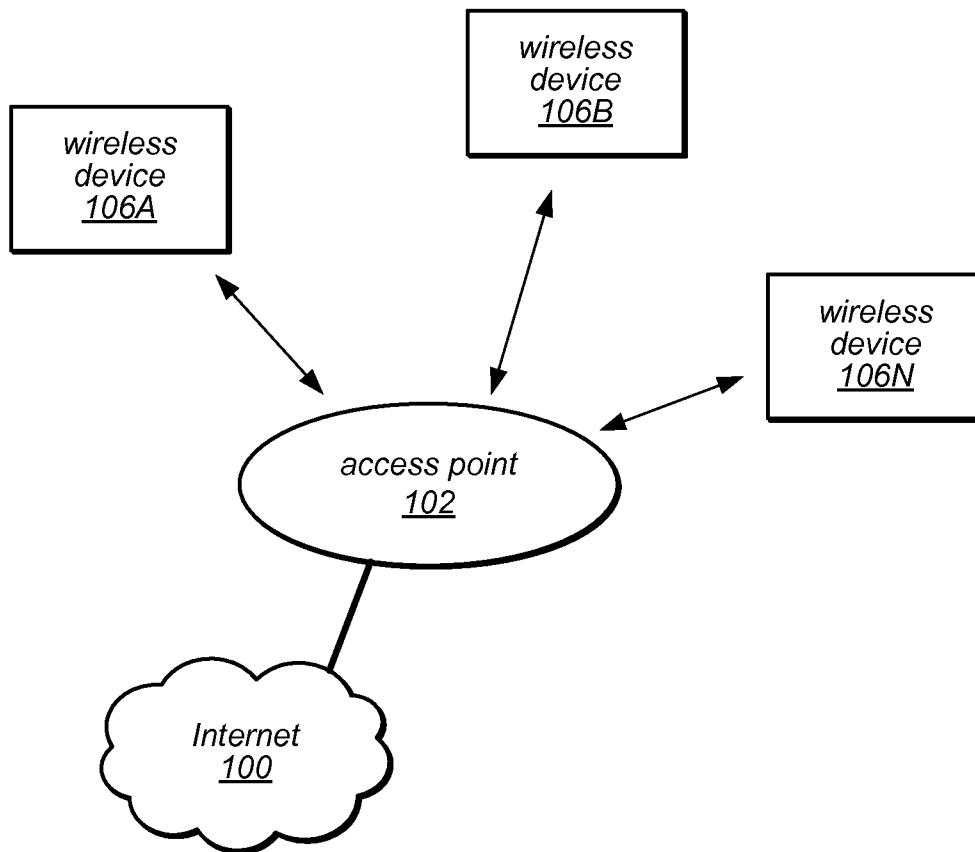 wireless
device
106B
wireless
device
106A
wireless
device
106N
access point
102
Internet
100